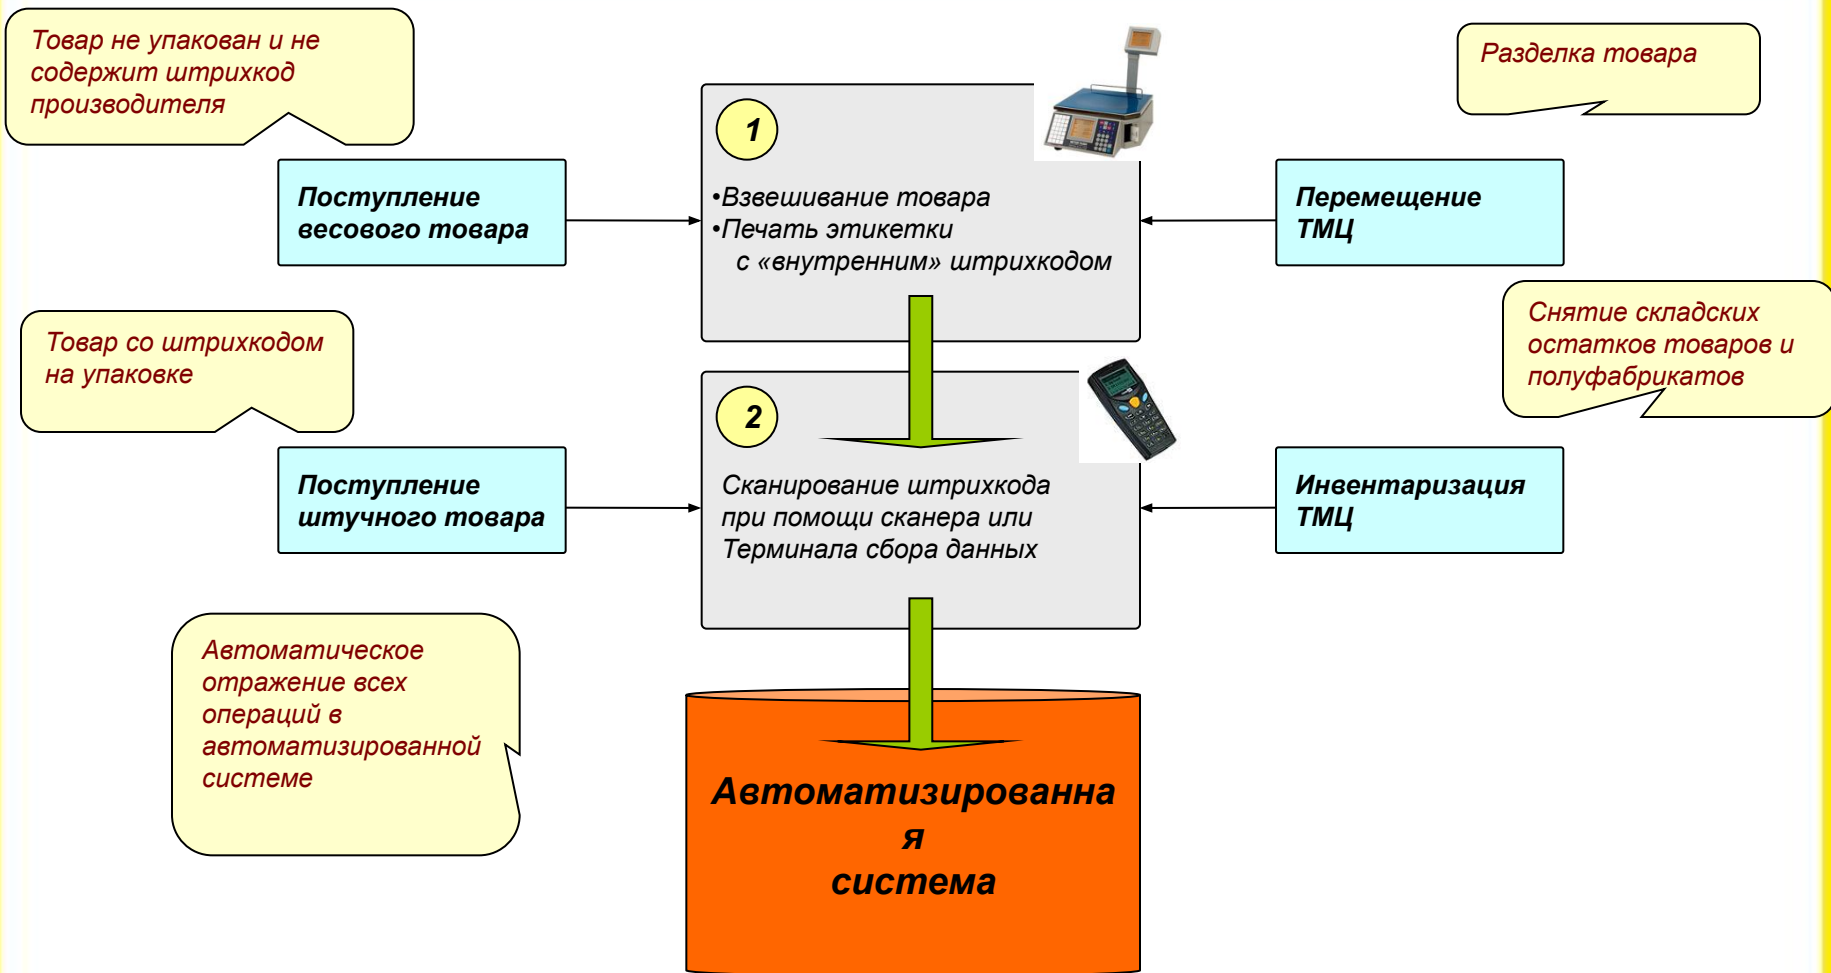 Товар не упакован и не
содержит штрихкод
производителя
Разделка товара
1
Поступление
весового товара
•Взвешивание товара
•Печать этикетки
с «внутренним» штрихкодом
Перемещение
ТМЦ
Товар со штрихкодом
на упаковке
Снятие складских
остатков товаров и
полуфабрикатов
2
Поступление
штучного товара
Сканирование штрихкода
при помощи сканера или
Терминала сбора данных
Инвентаризация
ТМЦ
Автоматическое
отражение всех
операций в
автоматизированной
системе
Автоматизированна
я
система